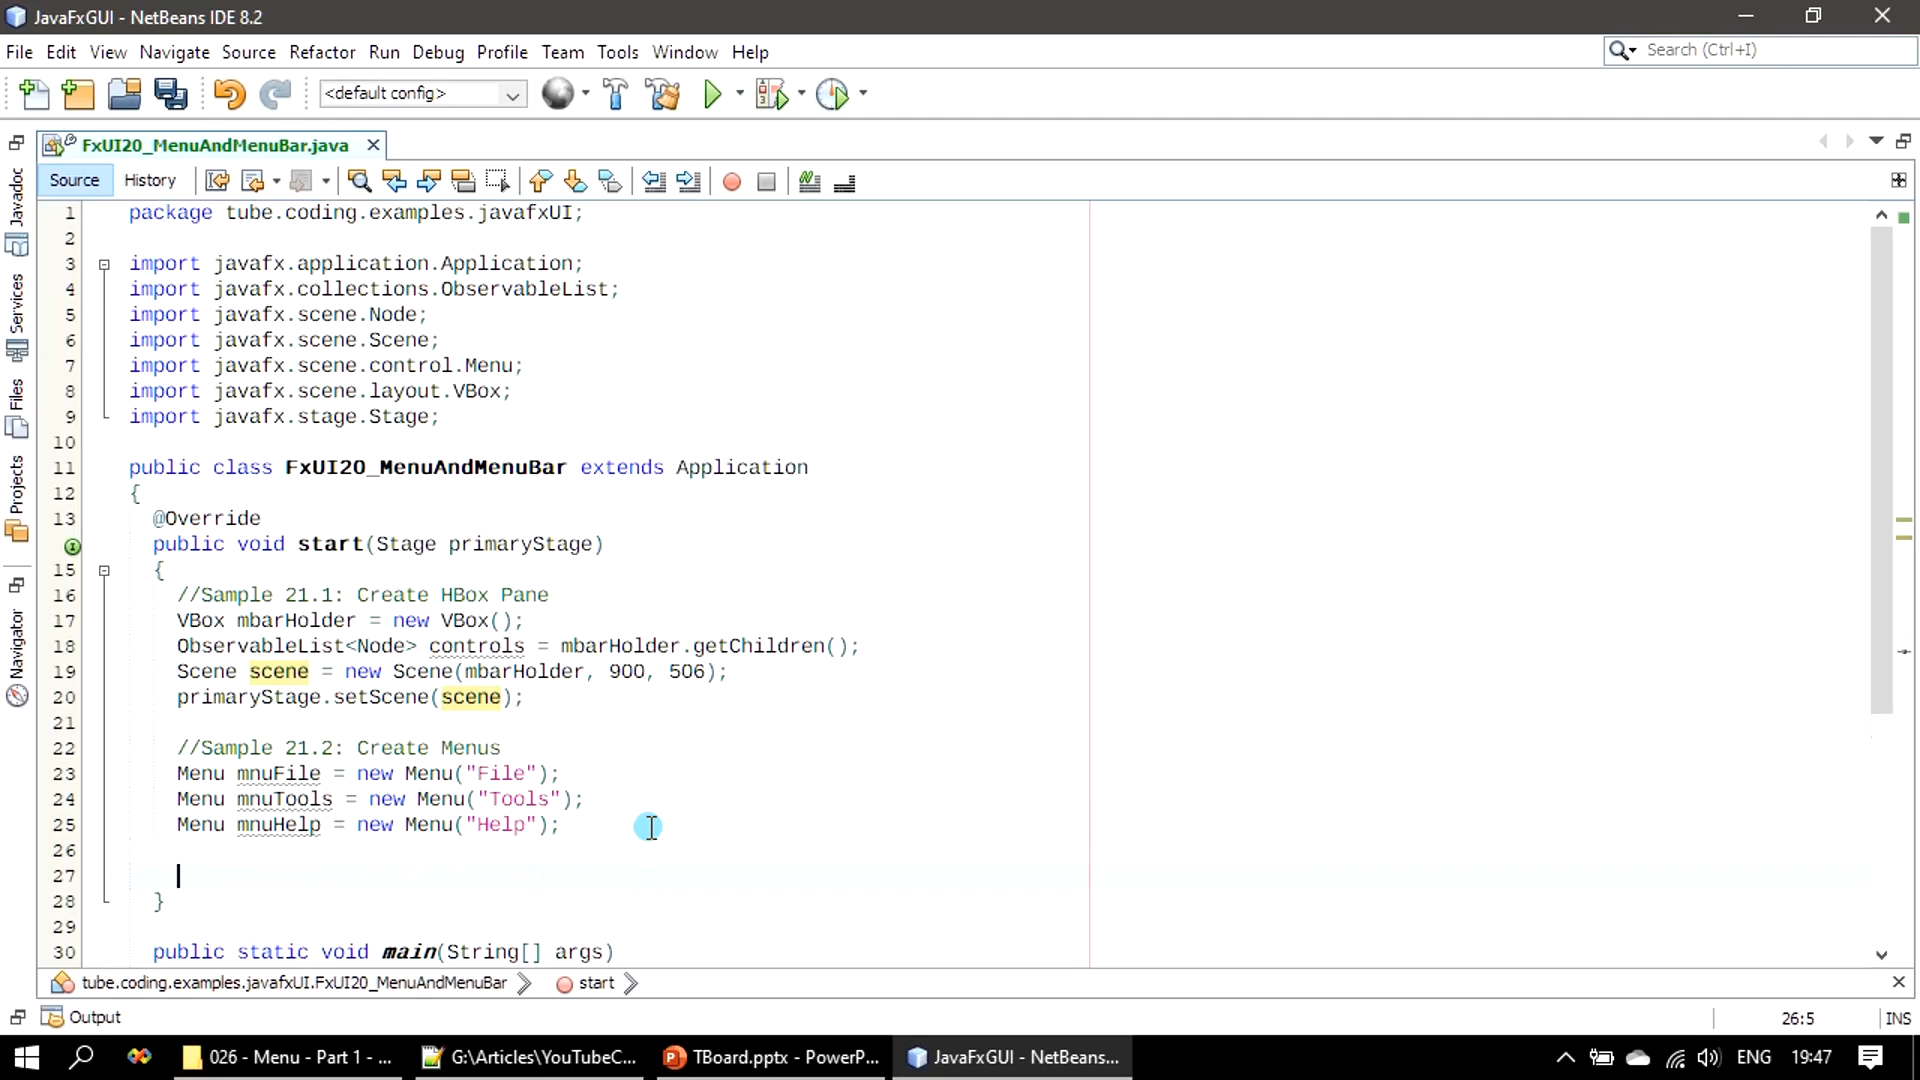 JavaFxGUI - NetBeans IDE 8.2
File Edit View Navigate Source Refactor Run Debug Profile Team Tools Window Help
Search (Ctrl+I)
<default config>
FxUI20_MenuAndMenuBar.java
Source History
Javadoc
Services
Files
Projects
Navigator
1 package tube.coding.examples.javafxUI;
2
3 import javafx.application.Application;
4 import javafx.collections.ObservableList;
5 import javafx.scene.Node;
6 import javafx.scene.Scene;
7 import javafx.scene.control.Menu;
8 import javafx.scene.layout.VBox;
9 import javafx.stage.Stage;
10
11 public class FxUI20_MenuAndMenuBar extends Application
12 {
13 @Override
public void start(Stage primaryStage)
15 {
16 //Sample 21.1: Create HBox Pane
17 VBox mbarHolder = new VBox();
18 ObservableList<Node> controls = mbarHolder.getChildren();
19 Scene scene = new Scene(mbarHolder, 900, 506);
20 primaryStage.setScene(scene);
21
22 //Sample 21.2: Create Menus
23 Menu mnuFile = new Menu("File");
24 Menu mnuTools = new Menu("Tools");
25 Menu mnuHelp = new Menu("Help");
26
27
28 }
29
30 public static void main(String[] args)
tube.coding.examples.javafxUI.FxUI20_MenuAndMenuBar start
Output
26:5 INS
026 - Menu - Part 1 - ...
G:\Articles\YouTubeC...
TBoard.pptx - PowerP...
JavaFxGUI - NetBeans...
ENG 19:47